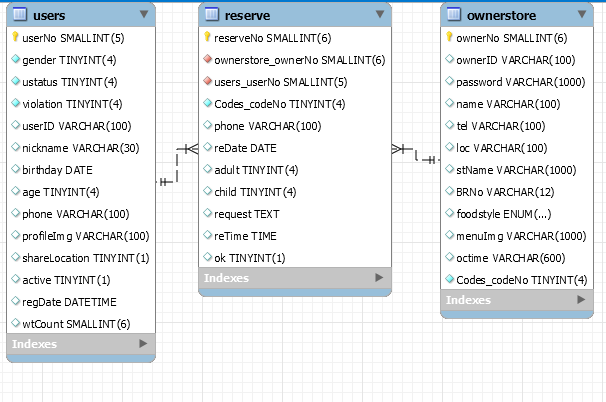 users
userNo SMALLINT(5)
gender TINYINT(4)
ustatus TINYINT(4)
violation TINYINT(4)
userID VARCHAR(100)
nickname VARCHAR(30)
birthday DATE
age TINYINT(4)
phone VARCHAR(100)
profileImg VARCHAR(100)
shareLocation TINYINT(1)
active TINYINT(1)
regDate DATETIME
wtCount SMALLINT(6)
Indexes
reserve
reserveNo SMALLINT(6)
ownerstore_ownerNo SMALLINT(6)
users_userNo SMALLINT(5)
Codes_codeNo TINYINT(4)
phone VARCHAR(100)
reDate DATE
adult TINYINT(4)
child TINYINT(4)
request TEXT
reTime TIME
ok TINYINT(1)
Indexes
ownerstore
ownerNo SMALLINT(6)
ownerID VARCHAR(100)
password VARCHAR(1000)
name VARCHAR(100)
tel VARCHAR(100)
loc VARCHAR(100)
stName VARCHAR(1000)
BRNo VARCHAR(12)
foodstyle ENUM(...)
menuImg VARCHAR(1000)
octime VARCHAR(600)
Codes_codeNo TINYINT(4)
Indexes